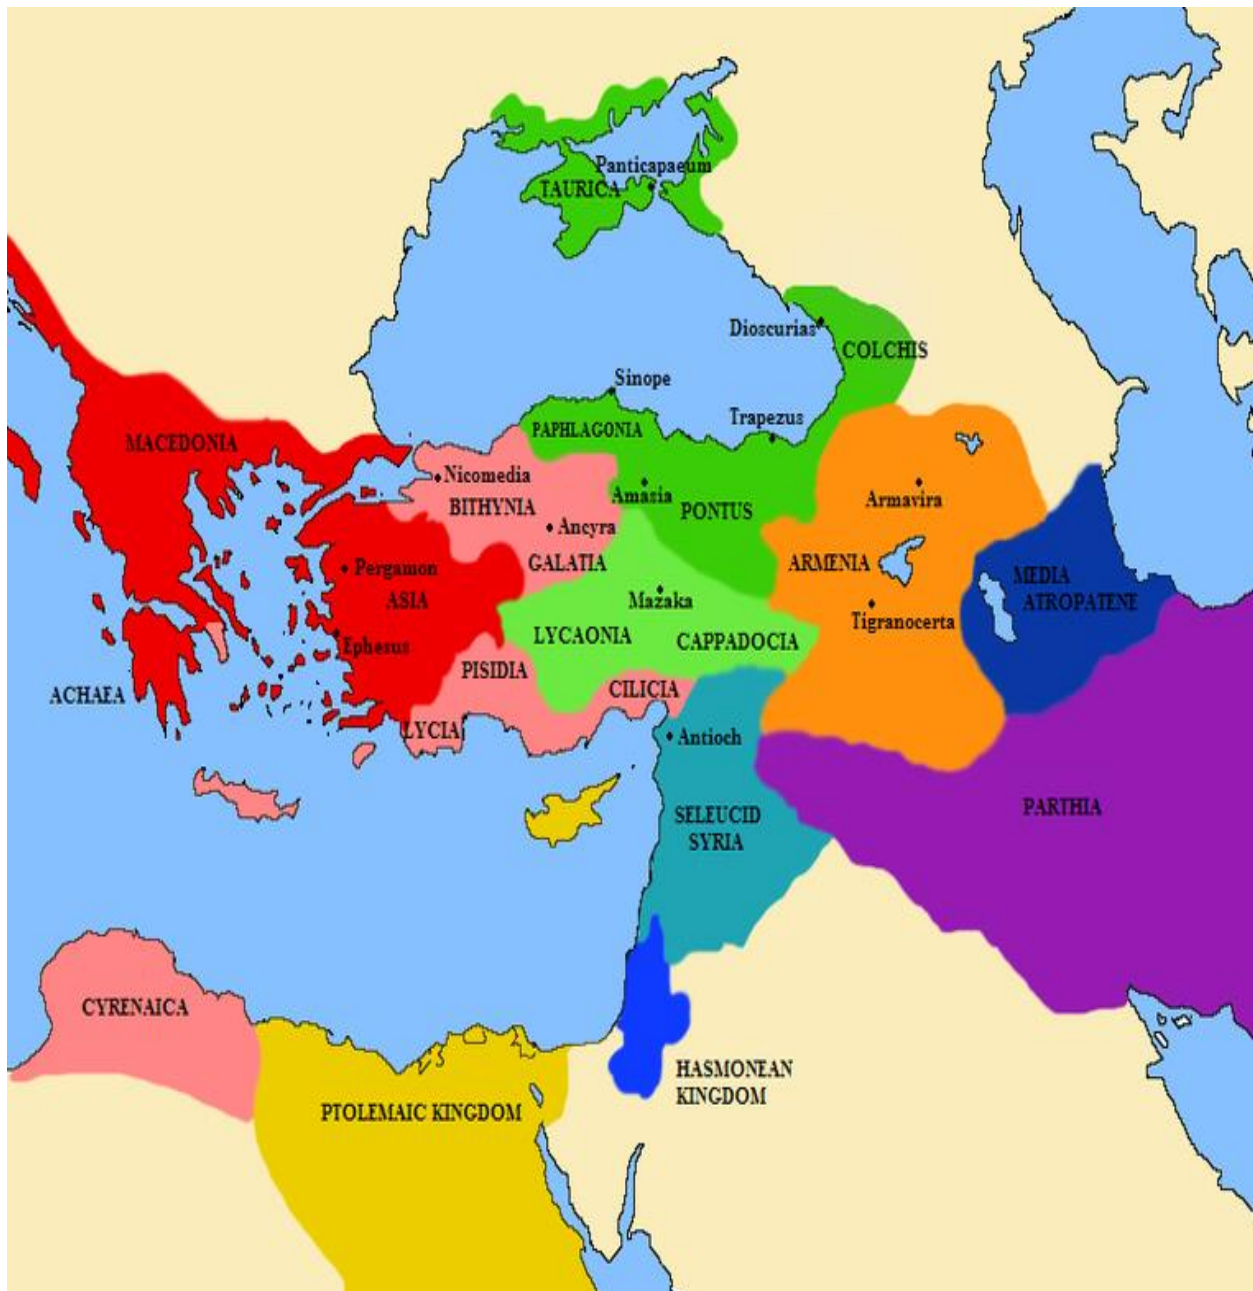 Panticapaeum
TAURICA
Dioscurias
COLCHIS
Sinope
Trapezus
PAPHLAGONIA
MACEDONIA
Nicomedia
BITHYNIA
Amasia
PONTUS
Armavira
Ancyra
GALATIA
ARMENIA
Pergamon
ASIA
MEDIA
ATROPATENE
Mazaka
Tigranocerta
LYCAONIA
CAPPADOCIA
Ephesus
PISIDIA
CILICIA
ACHAEA
LYCIA
Antioch
PARTHIA
SELEUCID
SYRIA
CYRENAICA
HASMONEAN
KINGDOM
PTOLEMAIC KINGDOM